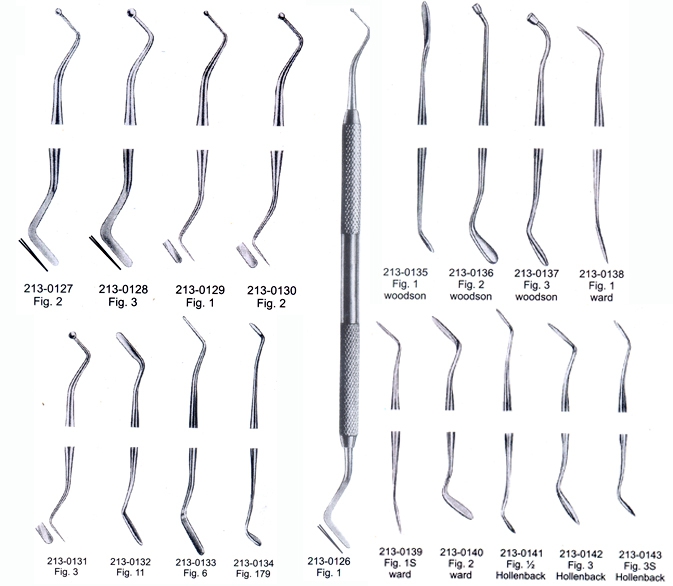 213-0127
Fig. 2
213-0128
Fig. 3
213-0129
Fig. 1
213-0130
Fig. 2
213-0135
Fig. 1
woodson
213-0136
Fig. 2
woodson
213-0137
Fig. 3
woodson
213-0138
Fig. 1
ward
213-0131
Fig. 3
213-0132
Fig. 11
213-0133
Fig. 6
213-0134
Fig. 179
213-0126
Fig. 1
213-0139
Fig. 1S
ward
213-0140
Fig. 2
ward
213-0141
Fig. ½
Hollenback
213-0142
Fig. 3
Hollenback
213-0143
Fig. 3S
Hollenback